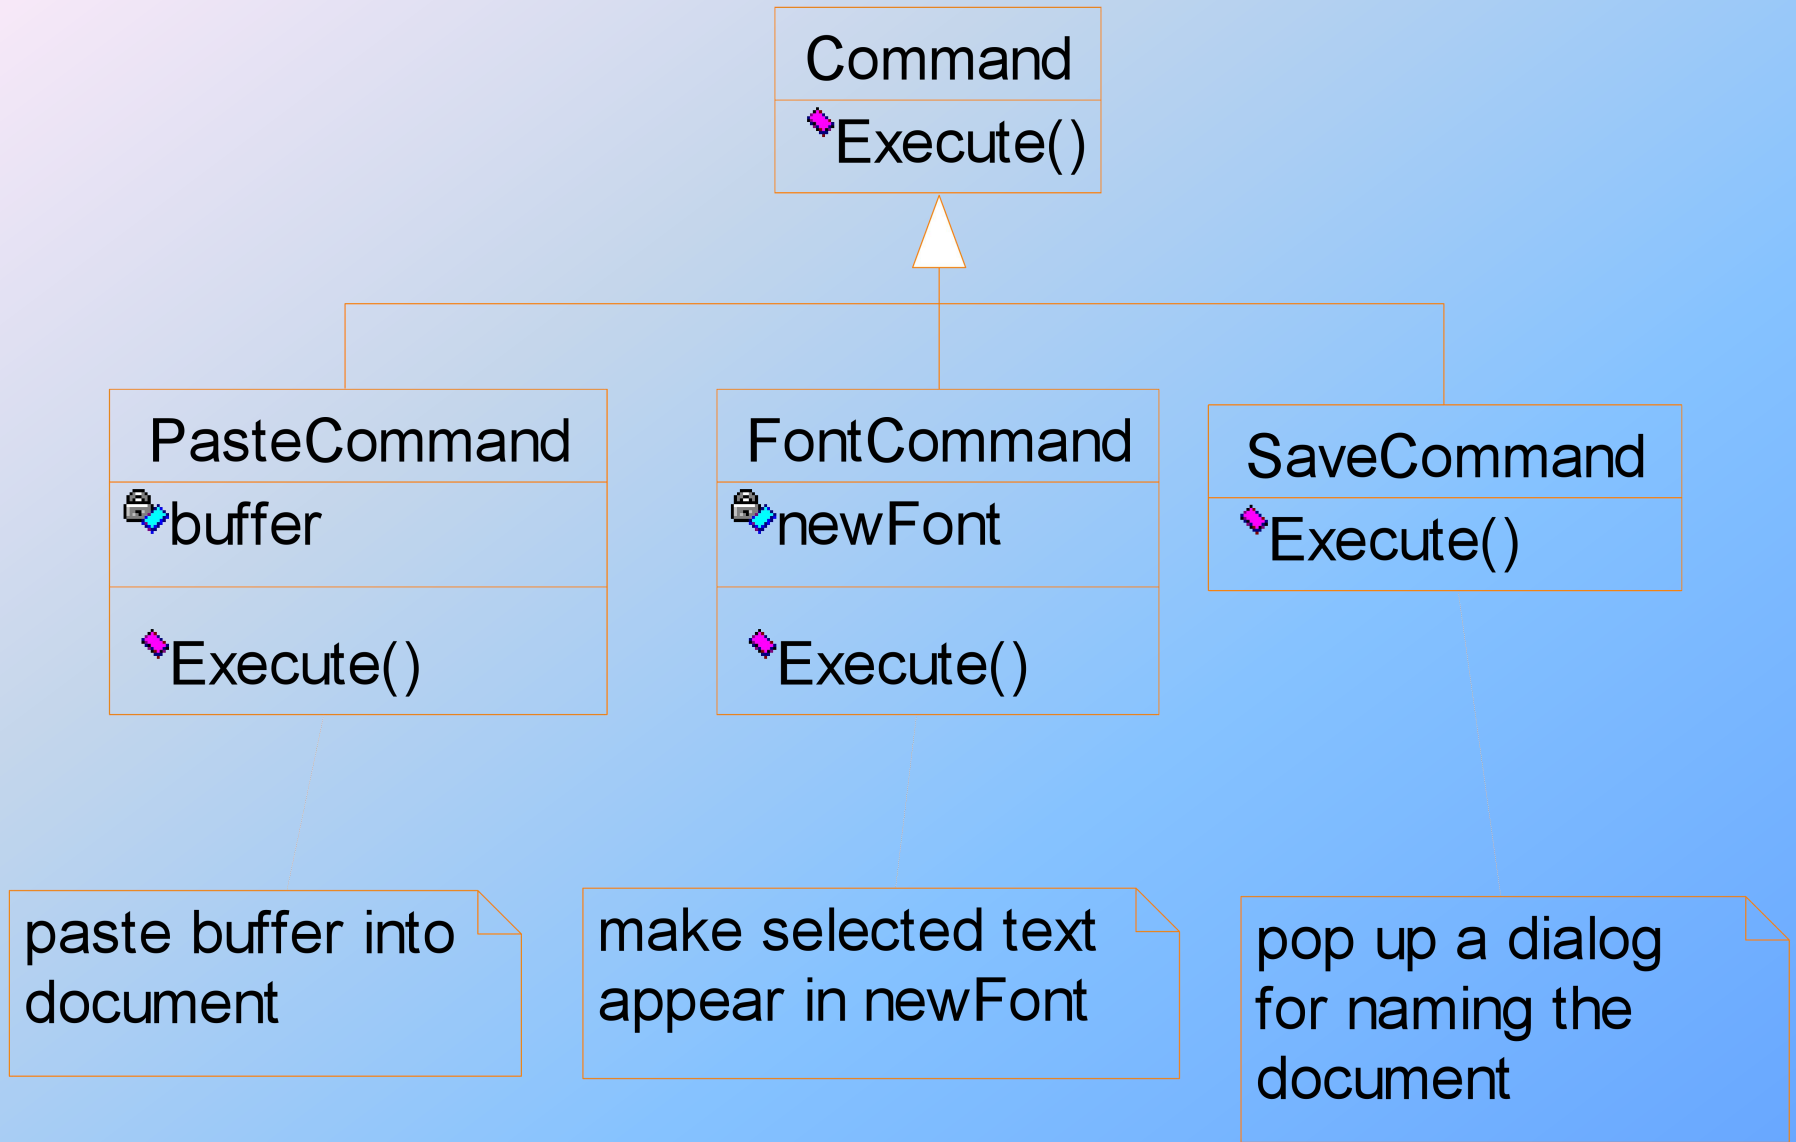 Command
Execute()
PasteCommand
buffer
Execute()
FontCommand
newFont
Execute()
SaveCommand
Execute()
paste buffer into
document
make selected text
appear in newFont
pop up a dialog
for naming the
document